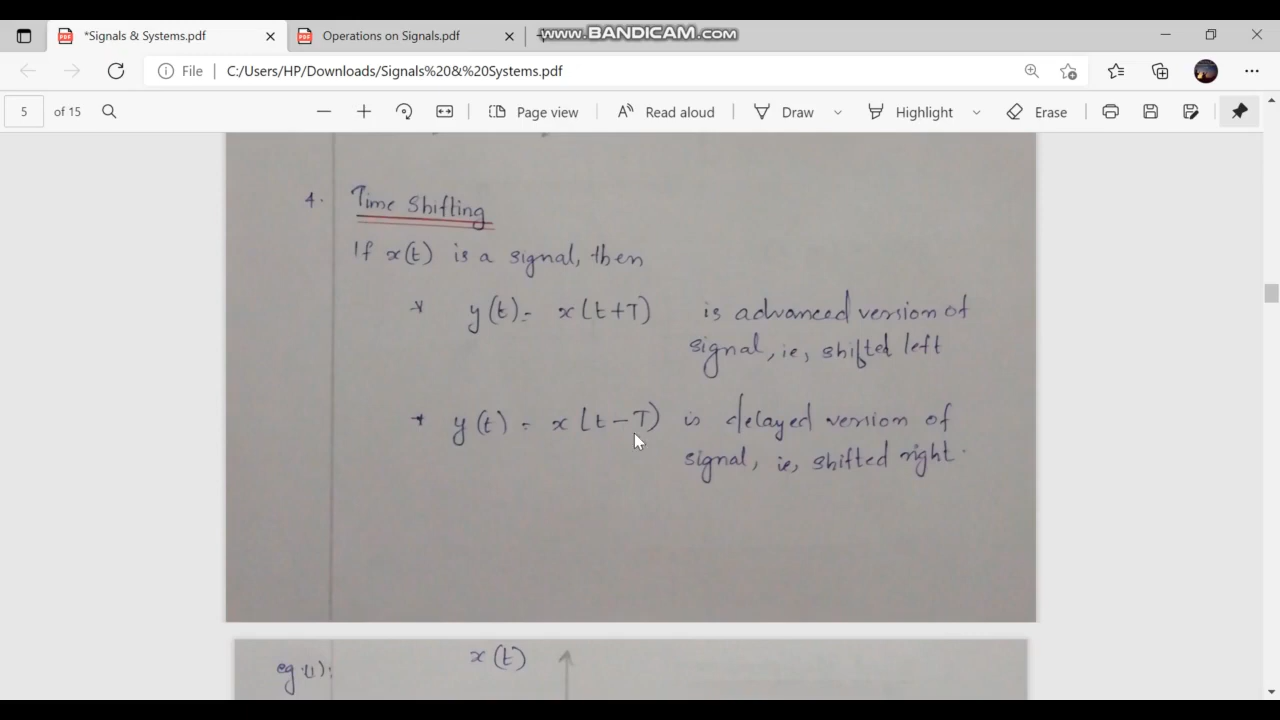 *Signals & Systems.pdf
Operations on Signals.pdf
www.BANDICAM.com
File
C:/Users/HP/Downloads/Signals%20&%20Systems.pdf
5 of 15
Page view
Read aloud
Draw
Highlight
Erase
4. Time Shifting
If x(t) is a signal, then
* y(t) = x(t+T) is advanced version of
signal, ie, shifted left
* y(t) = x(t-T) is delayed version of
signal, ie, shifted right.
eg.(1): x(t)